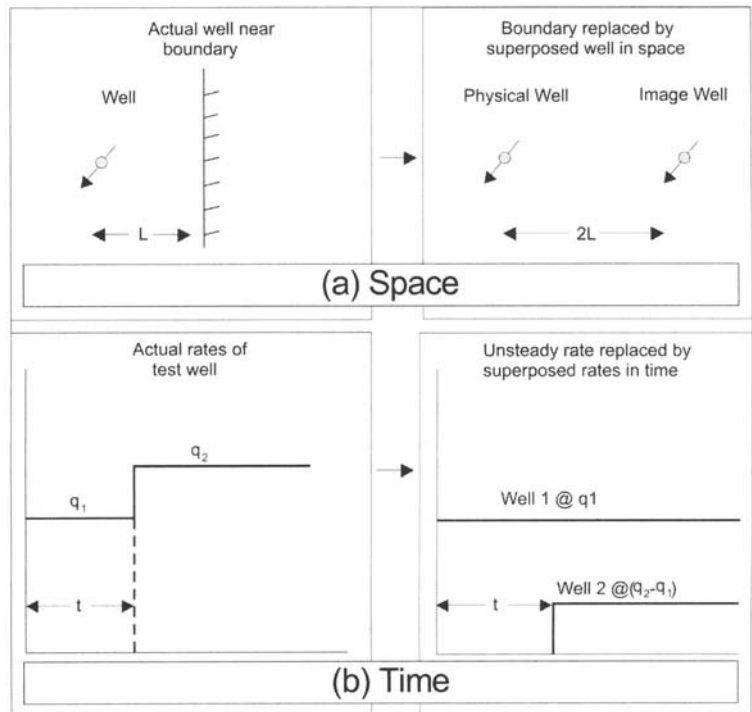 Actual well near
boundary
Well
L
Boundary replaced by
superposed well in space
Physical Well
Image Well
2L
(a) Space
Actual rates of
test well
q₂
q₁
t
Unsteady rate replaced by
superposed rates in time
Well 1 @ q1
Well 2 @(q₂-q₁)
t
(b) Time